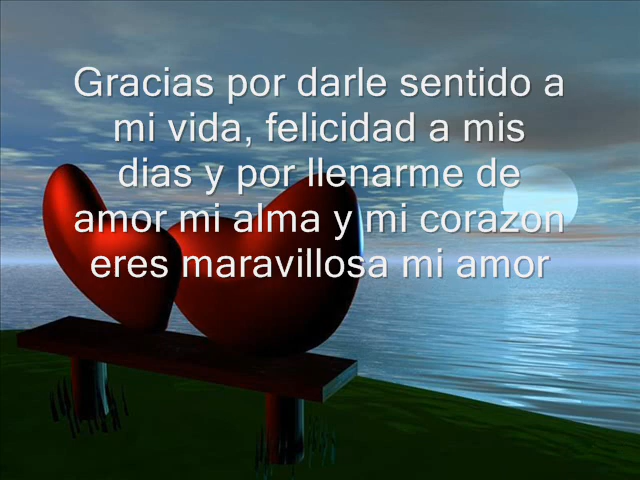 Gracias por darle sentido a
mi vida, felicidad a mis
dias y por llenarme de
amor mi alma y mi corazon
eres maravillosa mi amor